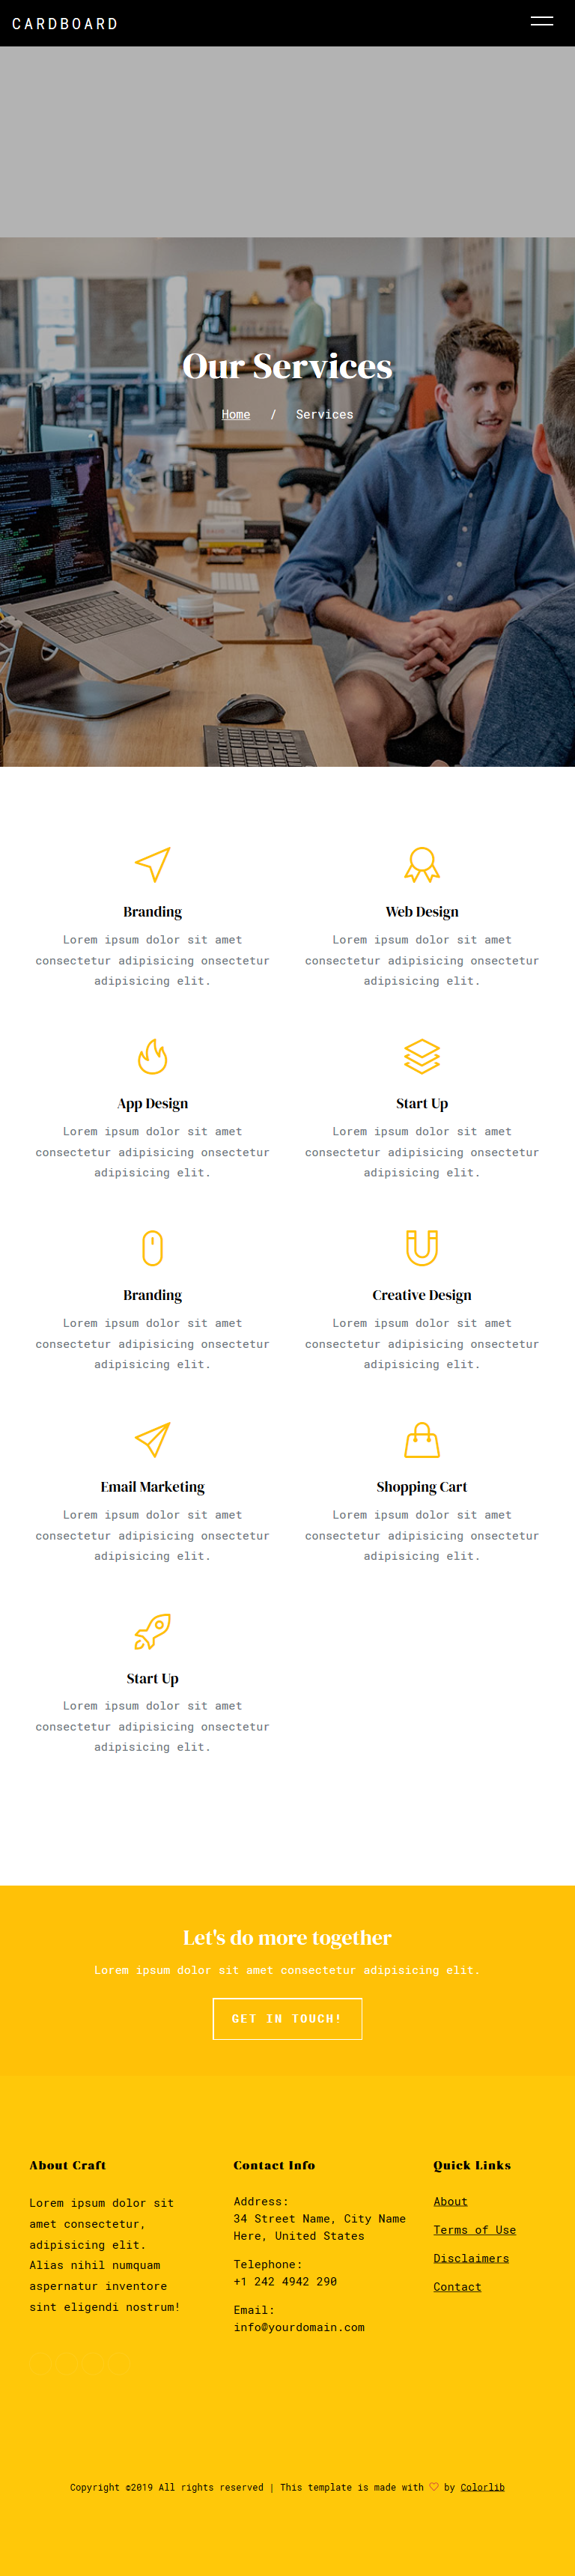 CARDBOARD
Our Services
Home / Services
Branding
Lorem ipsum dolor sit amet
consectetur adipisicing onsectetur
adipisicing elit.
Web Design
Lorem ipsum dolor sit amet
consectetur adipisicing onsectetur
adipisicing elit.
App Design
Lorem ipsum dolor sit amet
consectetur adipisicing onsectetur
adipisicing elit.
Start Up
Lorem ipsum dolor sit amet
consectetur adipisicing onsectetur
adipisicing elit.
Branding
Lorem ipsum dolor sit amet
consectetur adipisicing onsectetur
adipisicing elit.
Creative Design
Lorem ipsum dolor sit amet
consectetur adipisicing onsectetur
adipisicing elit.
Email Marketing
Lorem ipsum dolor sit amet
consectetur adipisicing onsectetur
adipisicing elit.
Shopping Cart
Lorem ipsum dolor sit amet
consectetur adipisicing onsectetur
adipisicing elit.
Start Up
Lorem ipsum dolor sit amet
consectetur adipisicing onsectetur
adipisicing elit.
Let's do more together
Lorem ipsum dolor sit amet consectetur adipisicing elit.
GET IN TOUCH!
About Craft
Lorem ipsum dolor sit
amet consectetur,
adipisicing elit.
Alias nihil numquam
aspernatur inventore
sint eligendi nostrum!
Contact Info
Address:
34 Street Name, City Name
Here, United States
Telephone:
+1 242 4942 290
Email:
info@yourdomain.com
Quick Links
About
Terms of Use
Disclaimers
Contact
Copyright ©2019 All rights reserved | This template is made with ♡ by Colorlib